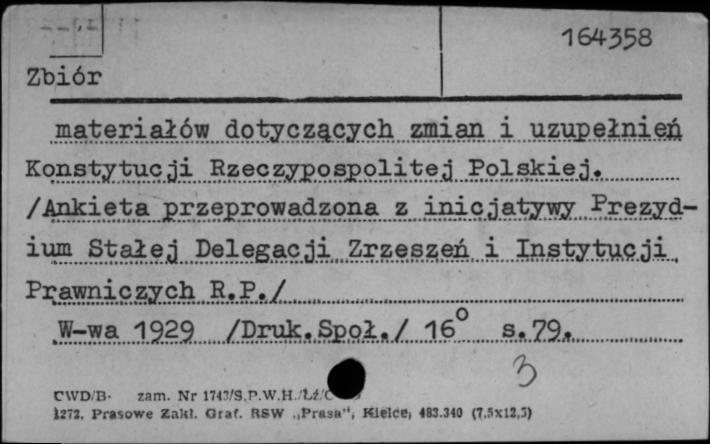 164358
Zbiór
materiałów dotyczących zmian i uzupełnień
Konstytucji Rzeczypospolitej Polskiej.
/Ankieta przeprowadzona z inicjatywy Prezyd-
ium Stałej Delegacji Zrzeszeń i Instytucji
Prawniczych R.P./
W-wa 1929 /Druk.Społ./ 16° s.79.
3
CWD/B- zam. Nr 1743/S.P.W.H.
1272. Prasowe Zakł. Graf. RSW „Prasa", Kielce, 483.340 (7,5x12,5)